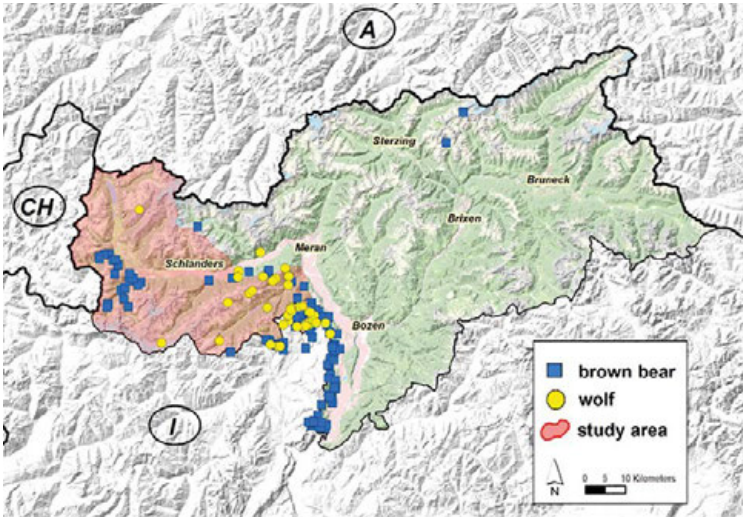 A
Sterzing
Bruneck
CH
Brixen
Meran
Schlanders
Bozen
brown bear
wolf
I
study area
0 5 10 Kilometers
N